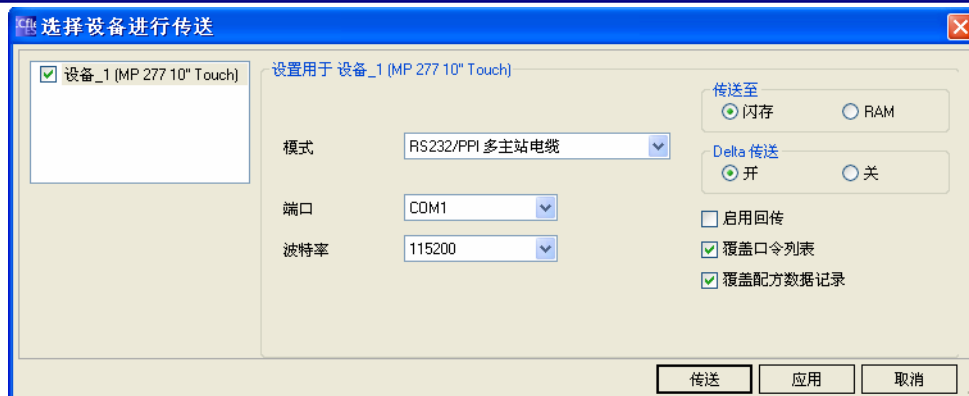 选择设备进行传送
设备_1 (MP 277 10" Touch)
设置用于 设备_1 (MP 277 10" Touch)
模式
RS232/PPI 多主站电缆
端口
COM1
波特率
115200
传送至
闪存
RAM
Delta 传送
开
关
启用回传
覆盖口令列表
覆盖配方数据记录
传送
应用
取消